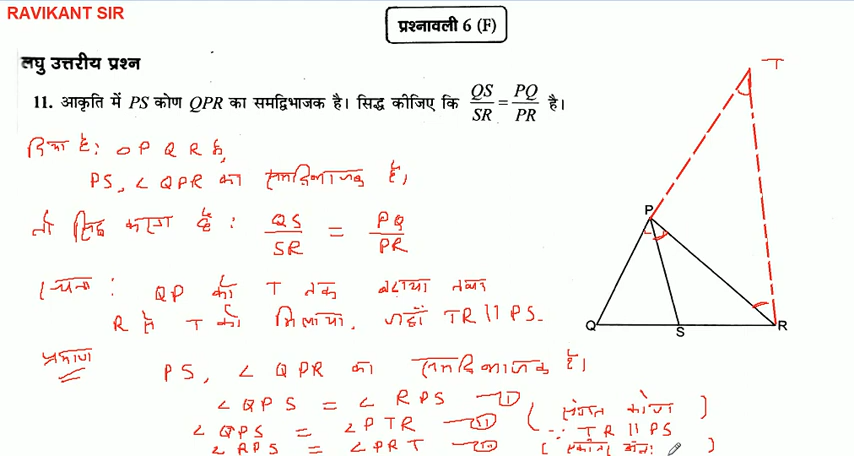 RAVIKANT SIR
प्रश्नावली 6 (F)
लघु उत्तरीय प्रश्न
11. आकृति में PS कोण QPR का समद्विभाजक है। सिद्ध कीजिए कि QS/SR = PQ/PR है।
दिया है: △PQR है,
PS, ∠QPR का समद्विभाजक है,
तो सिद्ध करना है: QS/SR = PQ/PR
रचना: QP को T तक बढ़ाया तथा
R से T को मिलाया, जहाँ TR || PS.
प्रमाण
PS, ∠QPR का समद्विभाजक है।
∠QPS = ∠RPS —(I)
∠QPS = ∠PTR —(II) (संगत कोण)
∵ TR || PS
∠RPS = ∠PRT —(III) (एकांतर
T
P
Q
S
R